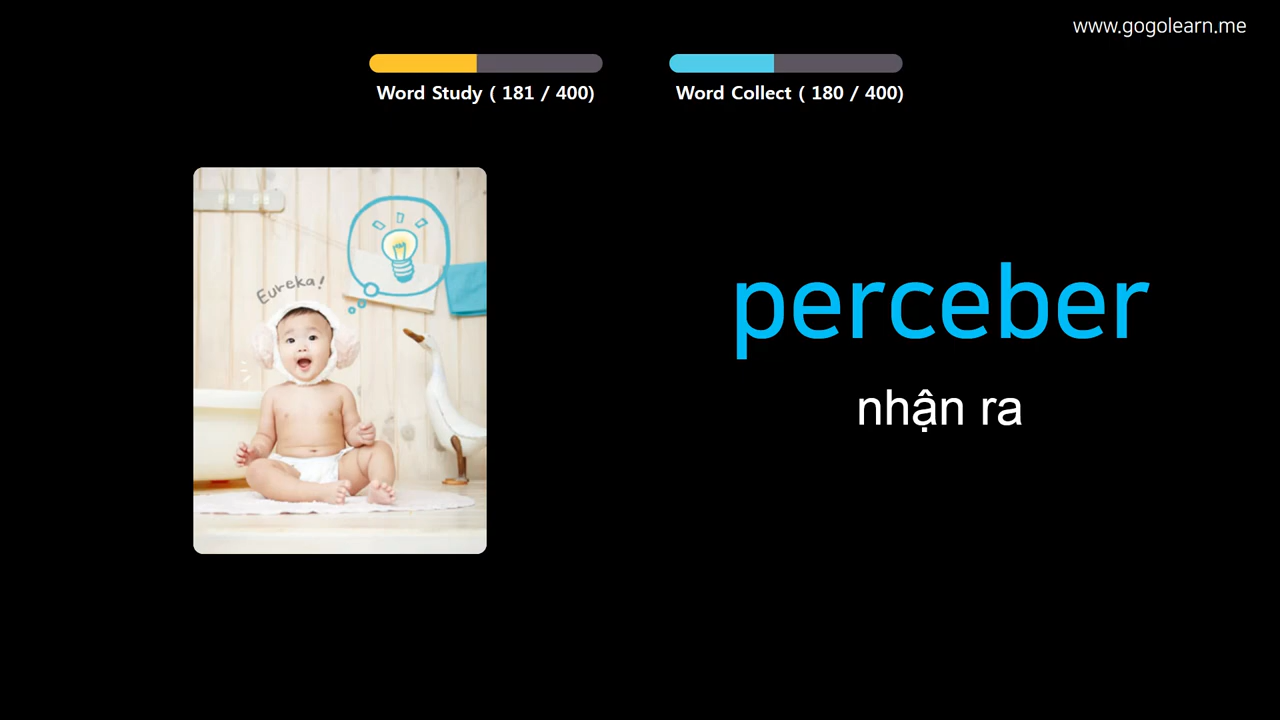 www.gogolearn.me
Word Study ( 181 / 400)
Word Collect ( 180 / 400)
Eureka!
perceber
nhận ra